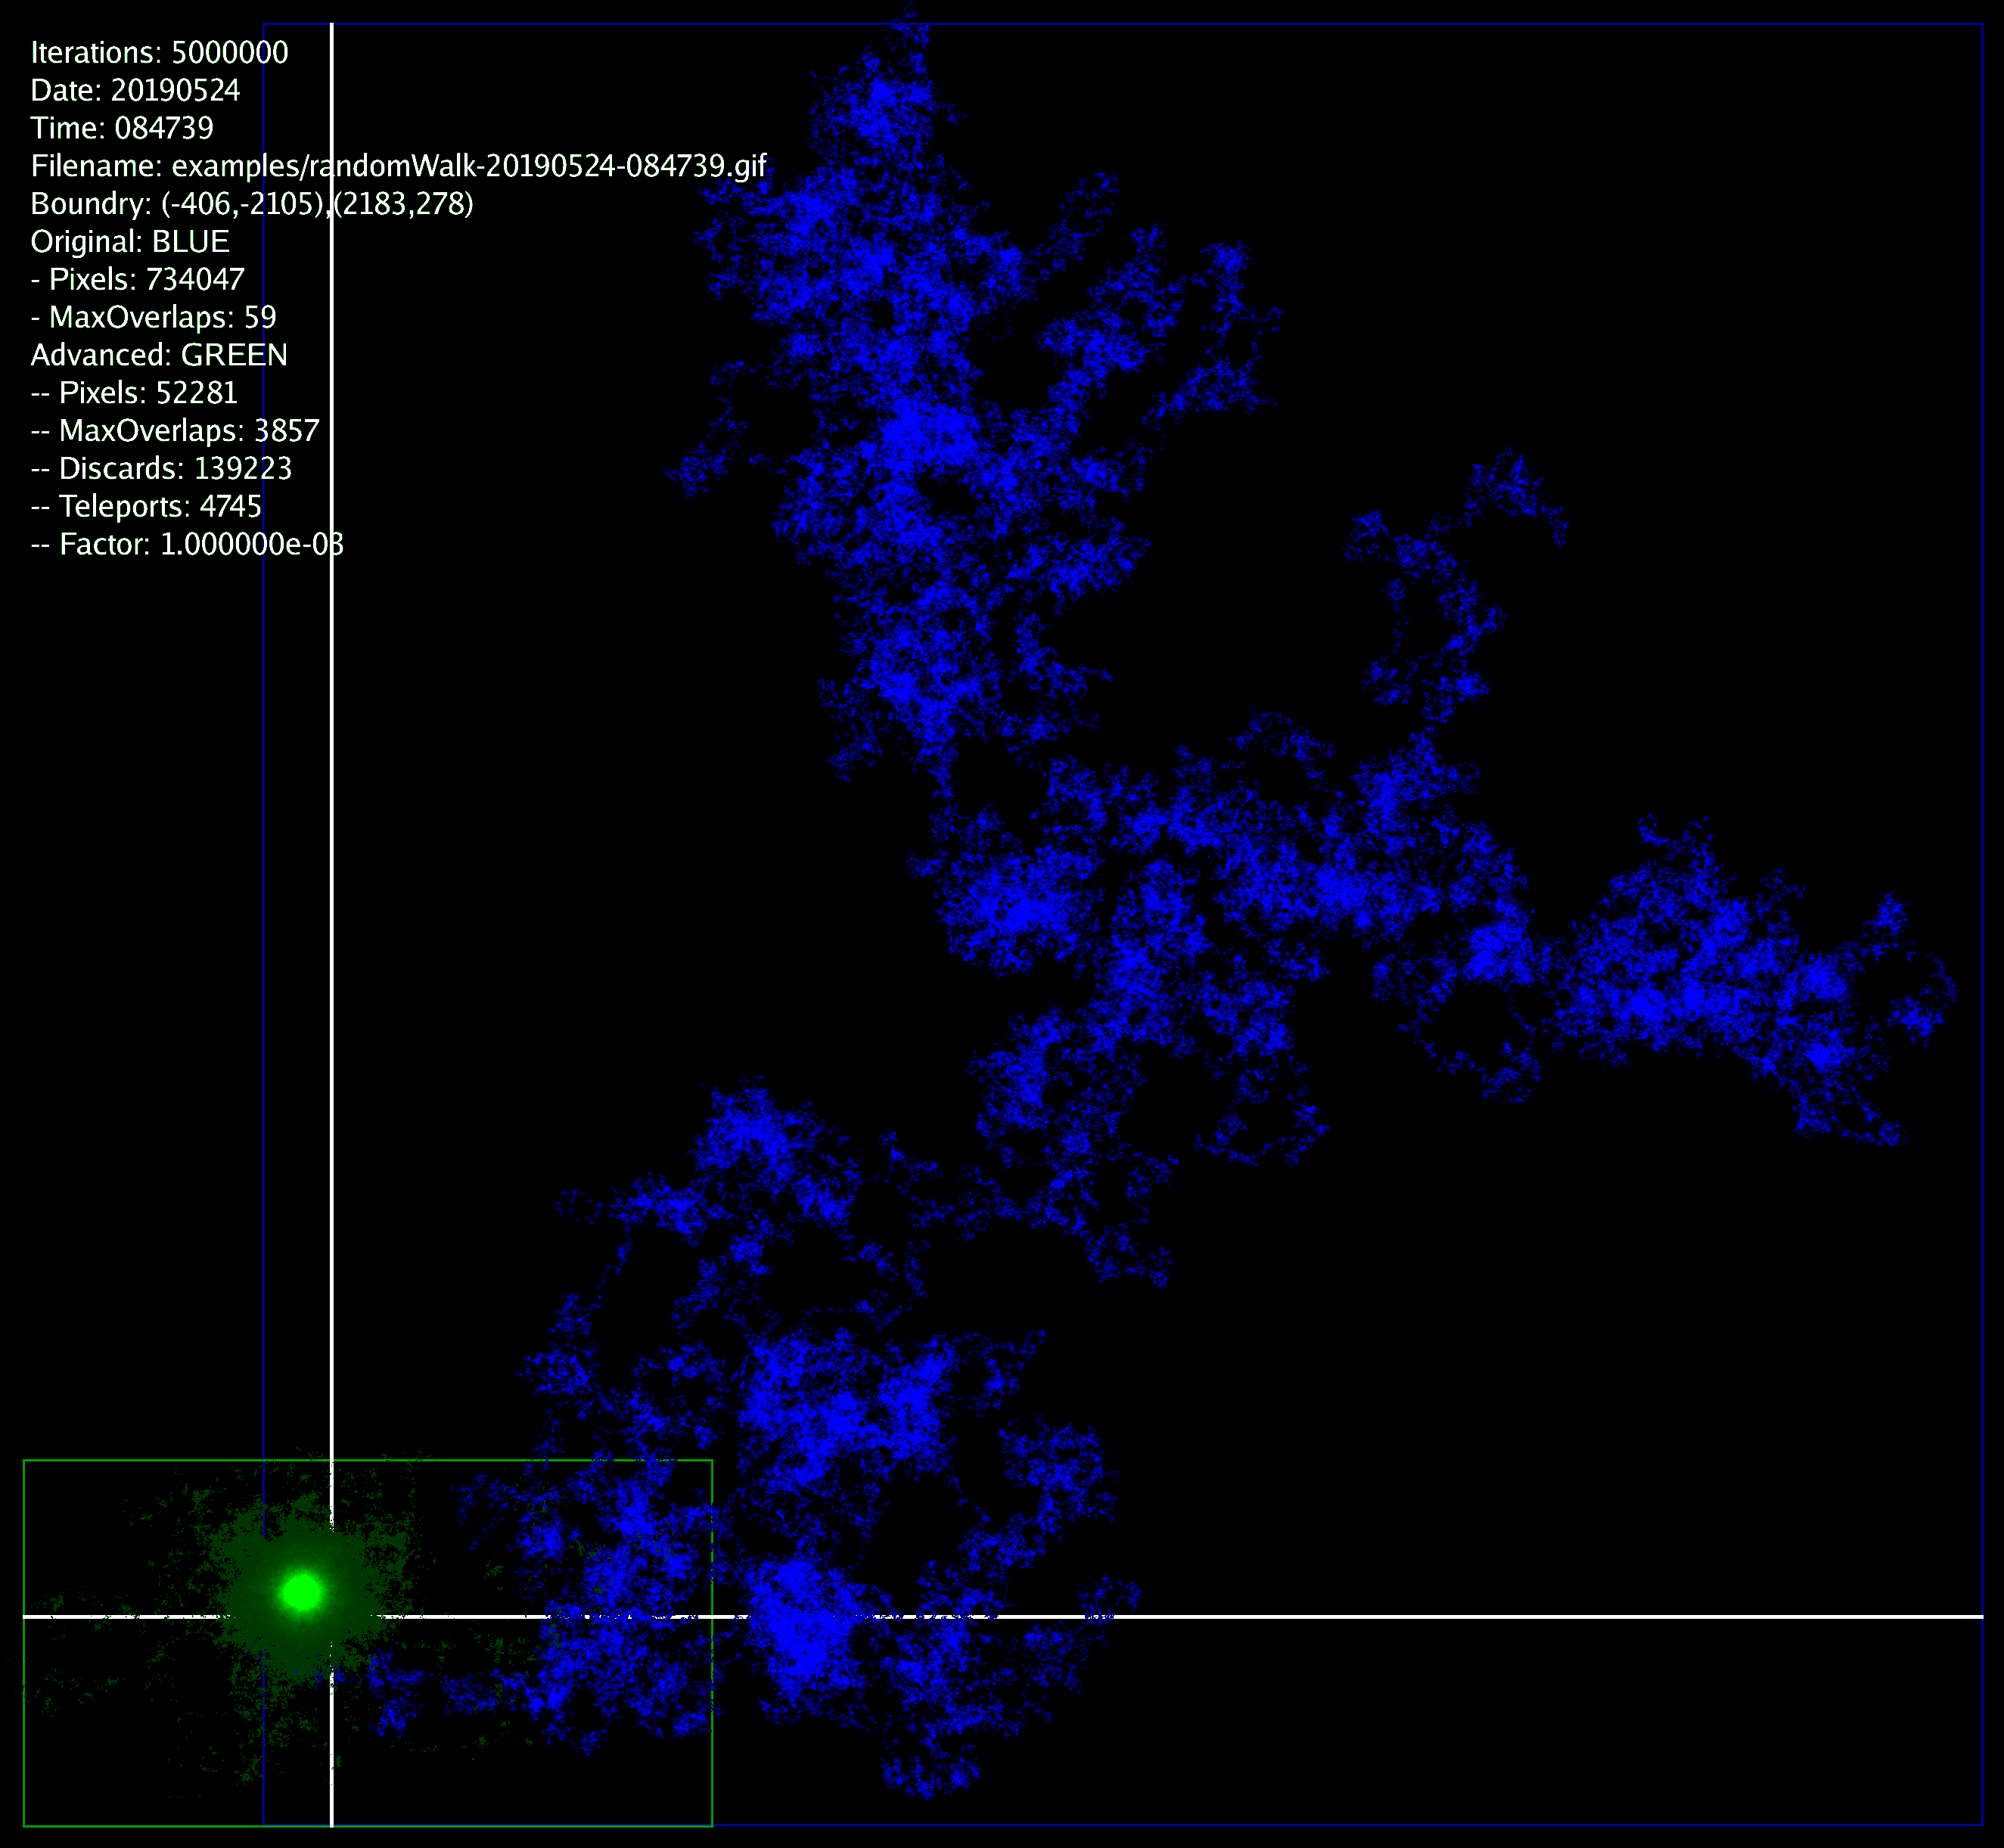 Iterations: 5000000
Date: 20190524
Time: 084739
Filename: examples/randomWalk-20190524-084739.gif
Boundry: (-406,-2105),(2183,278)
Original: BLUE
- Pixels: 734047
- MaxOverlaps: 59
Advanced: GREEN
-- Pixels: 52281
-- MaxOverlaps: 3857
-- Discards: 139223
-- Teleports: 4745
-- Factor: 1.000000e-03